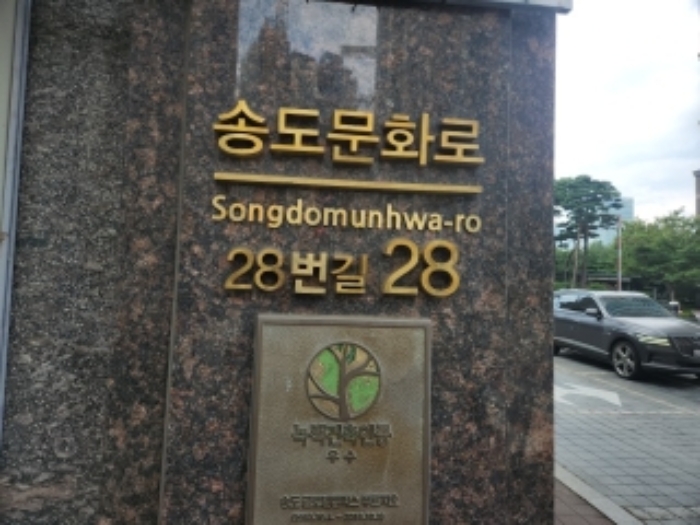 송도문화로
Songdomunhwa-ro
28번길 28
녹색건축인증
우수